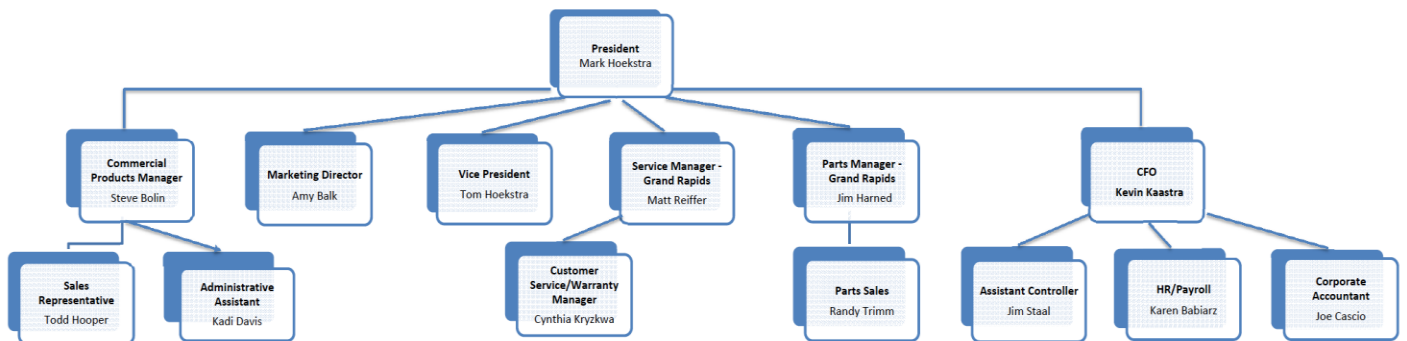 President
Mark Hoekstra
Commercial
Products Manager
Steve Bolin
Marketing Director
Amy Balk
Vice President
Tom Hoekstra
Service Manager -
Grand Rapids
Matt Reiffer
Parts Manager -
Grand Rapids
Jim Harned
CFO
Kevin Kaastra
Sales
Representative
Todd Hooper
Administrative
Assistant
Kadi Davis
Customer
Service/Warranty
Manager
Cynthia Kryzkwa
Parts Sales
Randy Trimm
Assistant Controller
Jim Staal
HR/Payroll
Karen Babiarz
Corporate
Accountant
Joe Cascio